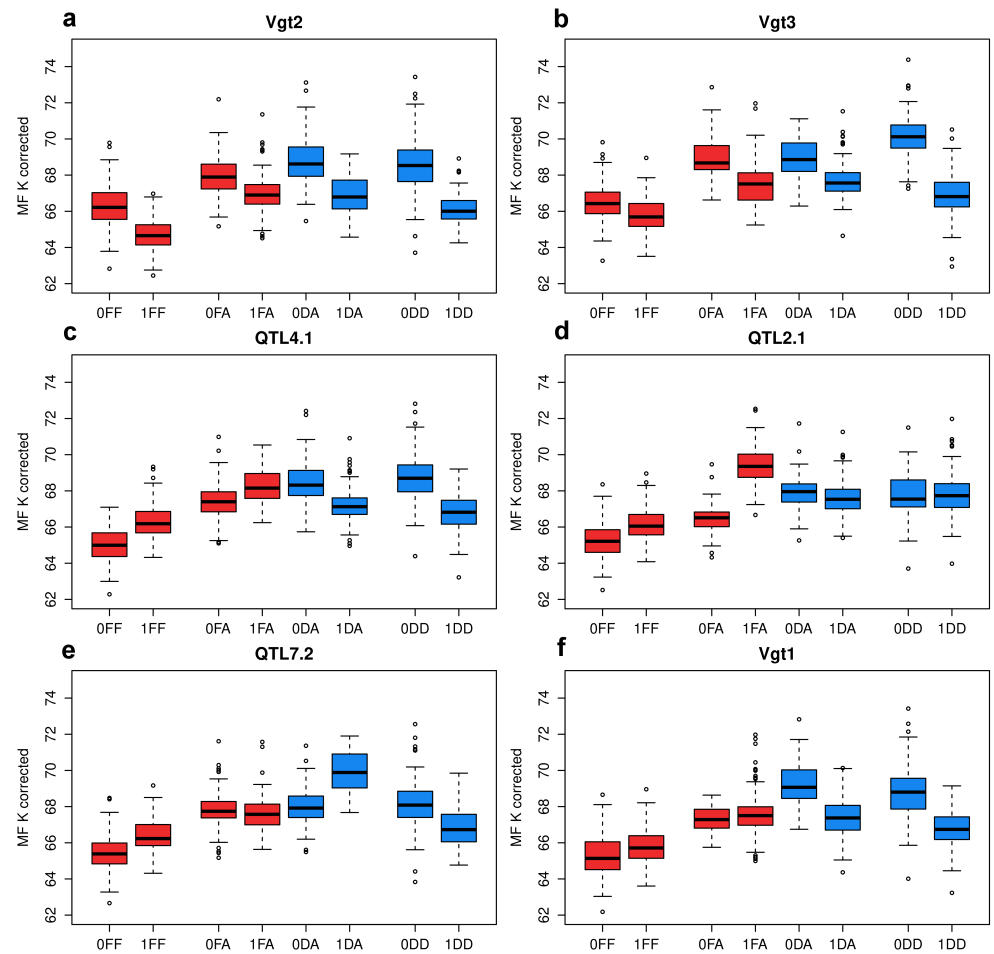 a Vgt2
MF K corrected
74
72
70
68
66
64
62
0FF 1FF 0FA 1FA 0DA 1DA 0DD 1DD
b Vgt3
MF K corrected
74
72
70
68
66
64
62
0FF 1FF 0FA 1FA 0DA 1DA 0DD 1DD
c QTL4.1
MF K corrected
74
72
70
68
66
64
62
0FF 1FF 0FA 1FA 0DA 1DA 0DD 1DD
d QTL2.1
MF K corrected
74
72
70
68
66
64
62
0FF 1FF 0FA 1FA 0DA 1DA 0DD 1DD
e QTL7.2
MF K corrected
74
72
70
68
66
64
62
0FF 1FF 0FA 1FA 0DA 1DA 0DD 1DD
f Vgt1
MF K corrected
74
72
70
68
66
64
62
0FF 1FF 0FA 1FA 0DA 1DA 0DD 1DD